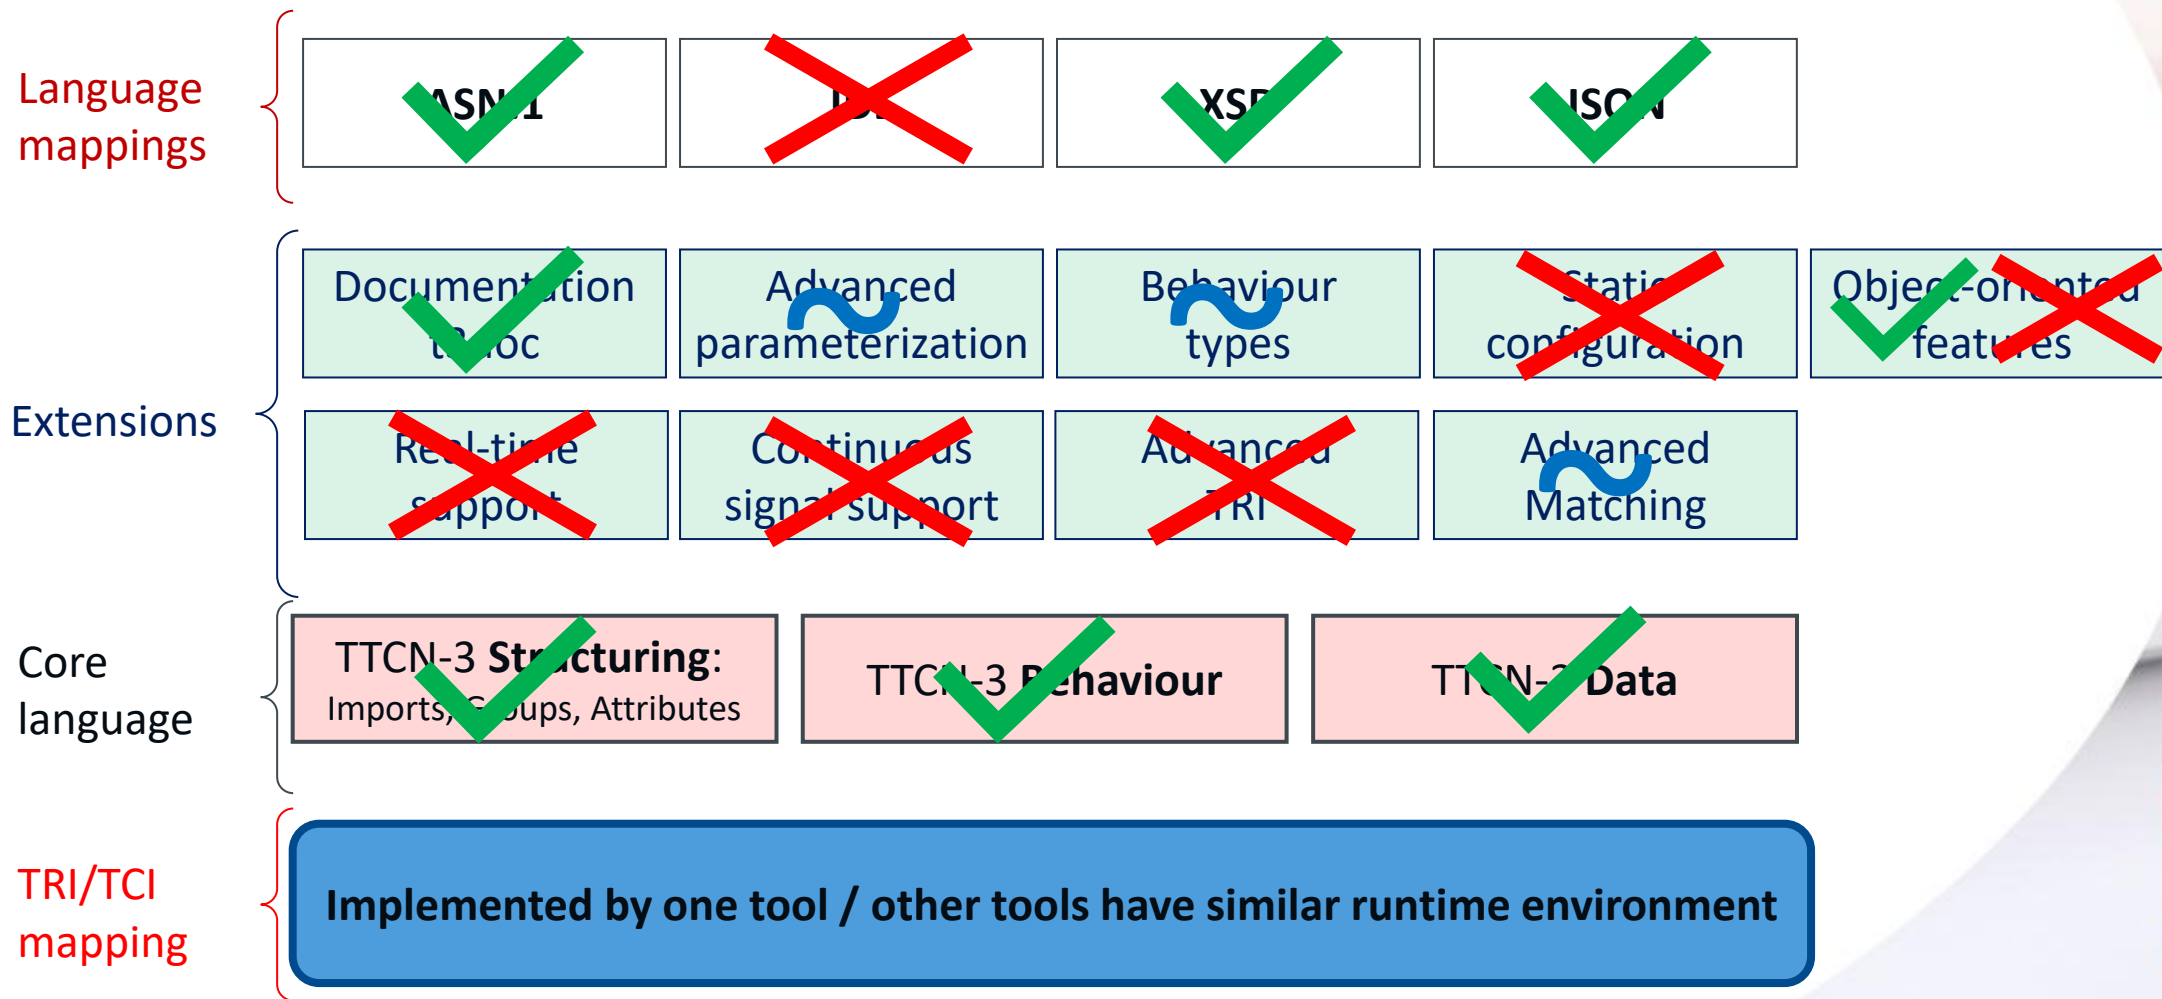 Language
mappings
ASN.1
XSD
JSON
Documentation
Advanced
parameterization
Behaviour
types
Static
configuration
Object-oriented
features
Extensions
Real-time
support
Continuous
signal support
Advanced
TRI
Advanced
Matching
Core
language
TTCN-3 Structuring:
Imports, Groups, Attributes
TTCN-3 Behaviour
TTCN-3 Data
TRI/TCI
mapping
Implemented by one tool / other tools have similar runtime environment